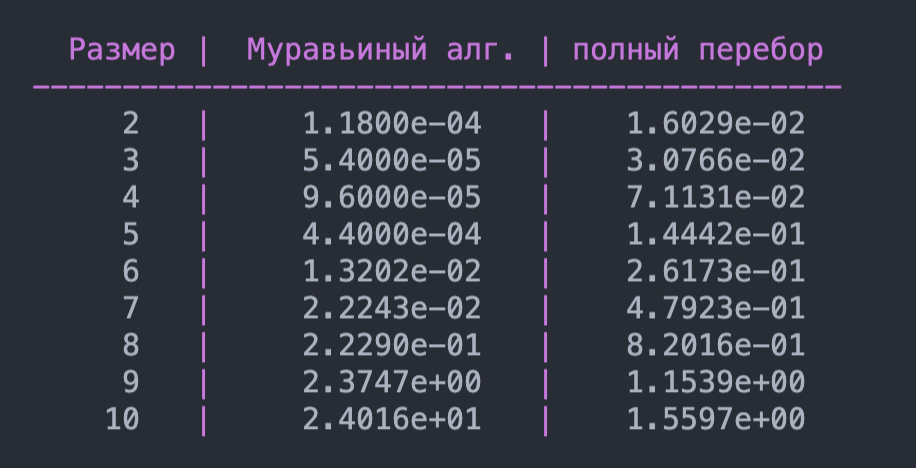 Размер | Муравьиный алг. | полный перебор
---------------------------------------------
2 | 1.1800e-04 | 1.6029e-02
3 | 5.4000e-05 | 3.0766e-02
4 | 9.6000e-05 | 7.1131e-02
5 | 4.4000e-04 | 1.4442e-01
6 | 1.3202e-02 | 2.6173e-01
7 | 2.2243e-02 | 4.7923e-01
8 | 2.2290e-01 | 8.2016e-01
9 | 2.3747e+00 | 1.1539e+00
10 | 2.4016e+01 | 1.5597e+00